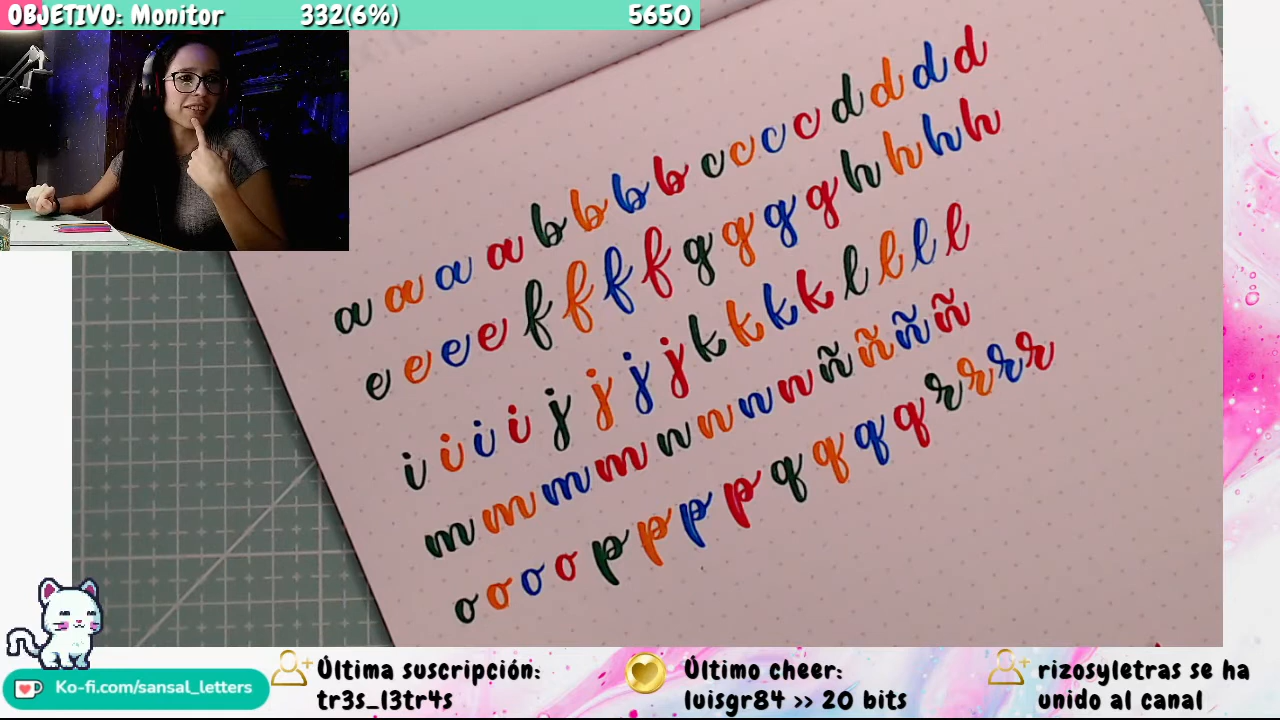 OBJETIVO: Monitor 332(6%) 5650
a a a a b b b b c c c c d d d d
e e e e f f f f g g g g h h h h
i i i i j j j j k k k k l l l l
m m m m n n n n ñ ñ ñ ñ
o o o o p p p p q q q q r r r r
Ko-fi.com/sansal_letters
Última suscripción:
tr3s_l3tr4s
Último cheer:
luisgr84 >> 20 bits
rizosyletras se ha
unido al canal